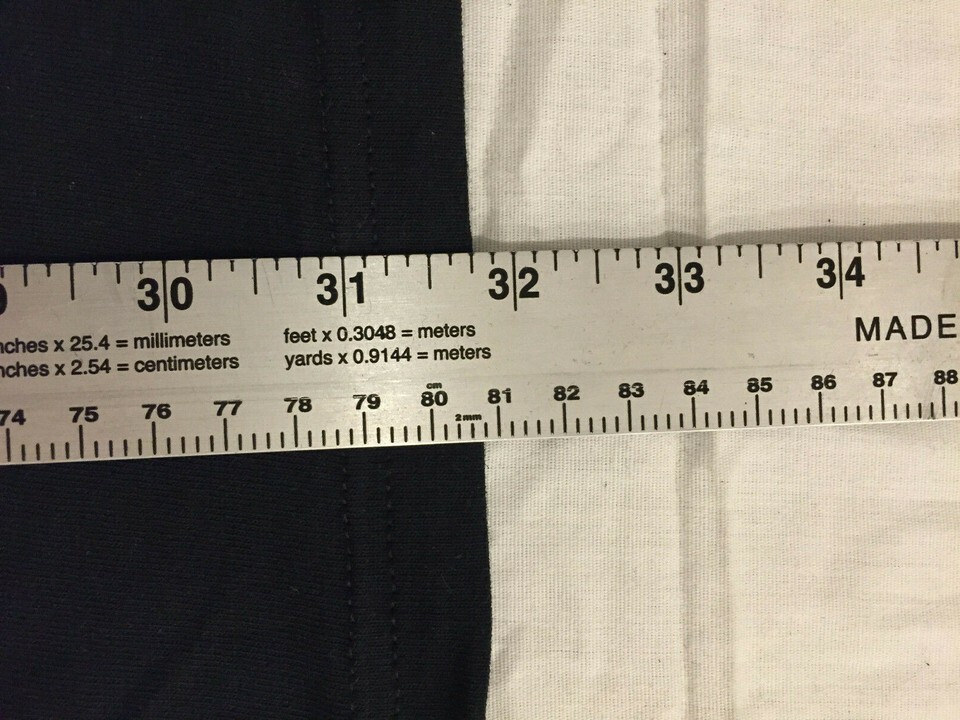 30 31 32 33 34
nches x 25.4 = millimeters feet x 0.3048 = meters MADE
nches x 2.54 = centimeters yards x 0.9144 = meters
cm
74 75 76 77 78 79 80 81 82 83 84 85 86 87 88
2mm